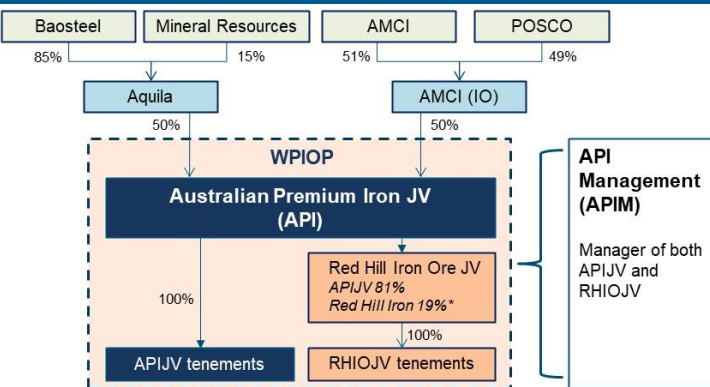 Baosteel
Mineral Resources
AMCI
POSCO
85%
15%
51%
49%
Aquila
AMCI (IO)
50%
50%
WPIOP
Australian Premium Iron JV
(API)
Red Hill Iron Ore JV
APIJV 81%
Red Hill Iron 19%*
100%
100%
APIJV tenements
RHIOJV tenements
API
Management
(APIM)
Manager of both
APIJV and
RHIOJV